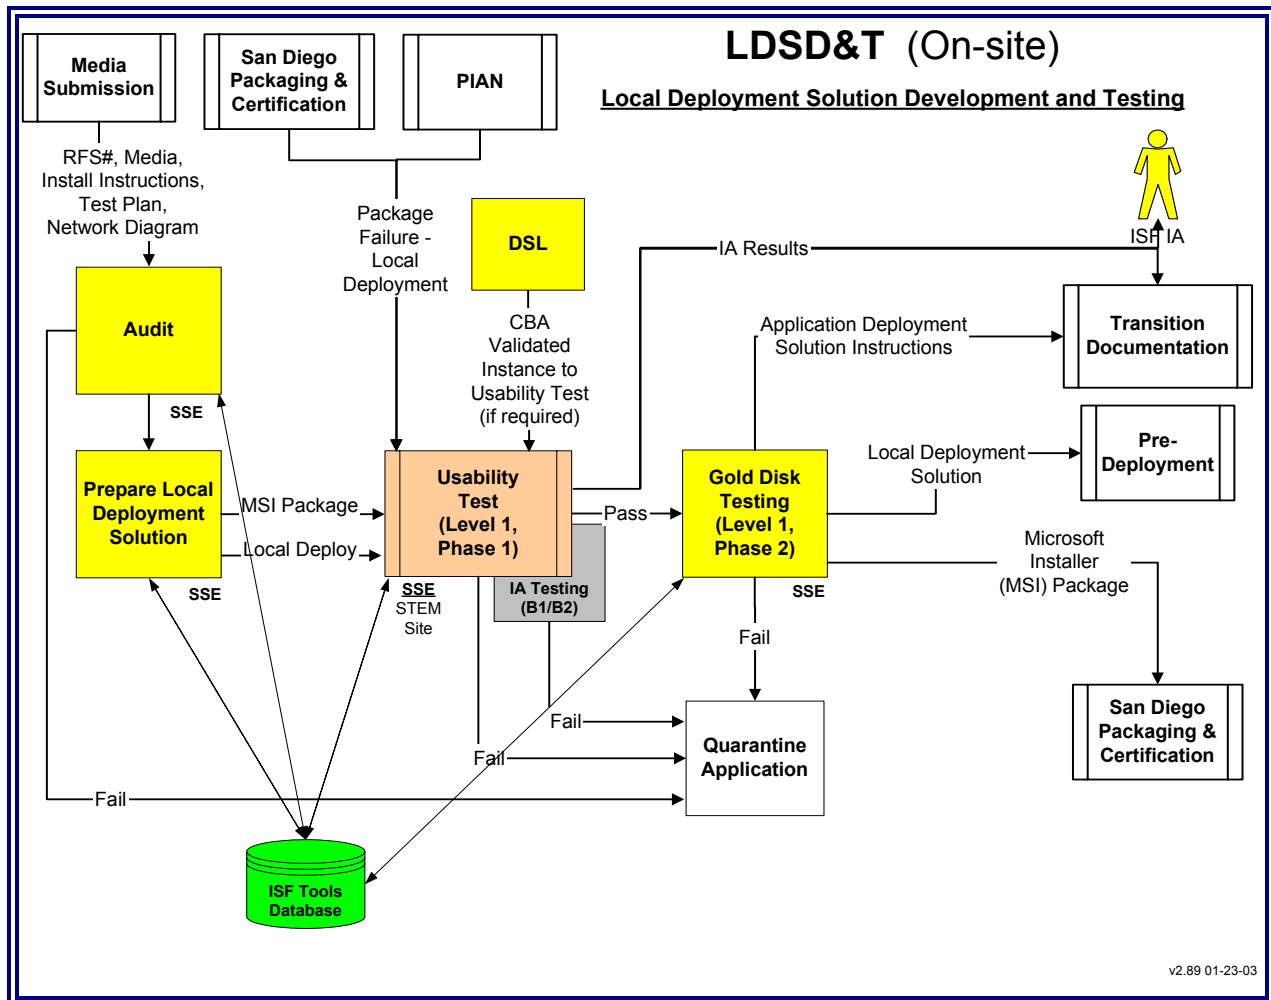 LDSD&T (On-site)
Local Deployment Solution Development and Testing
Media
Submission
San Diego
Packaging &
Certification
PIAN
RFS#, Media,
Install Instructions,
Test Plan,
Network Diagram
Package
Failure -
Local
Deployment
DSL
CBA
Validated
Instance to
Usability Test
(if required)
ISF IA
IA Results
Audit
SSE
Application Deployment
Solution Instructions
Transition
Documentation
Prepare Local
Deployment
Solution
SSE
MSI Package
Local Deploy
Usability
Test
(Level 1,
Phase 1)
SSE
STEM
Site
IA Testing
(B1/B2)
Pass
Gold Disk
Testing
(Level 1,
Phase 2)
SSE
Local Deployment
Solution
Pre-
Deployment
Microsoft
Installer
(MSI) Package
San Diego
Packaging &
Certification
Fail
Fail
Fail
Fail
Quarantine
Application
ISF Tools
Database
v2.89 01-23-03